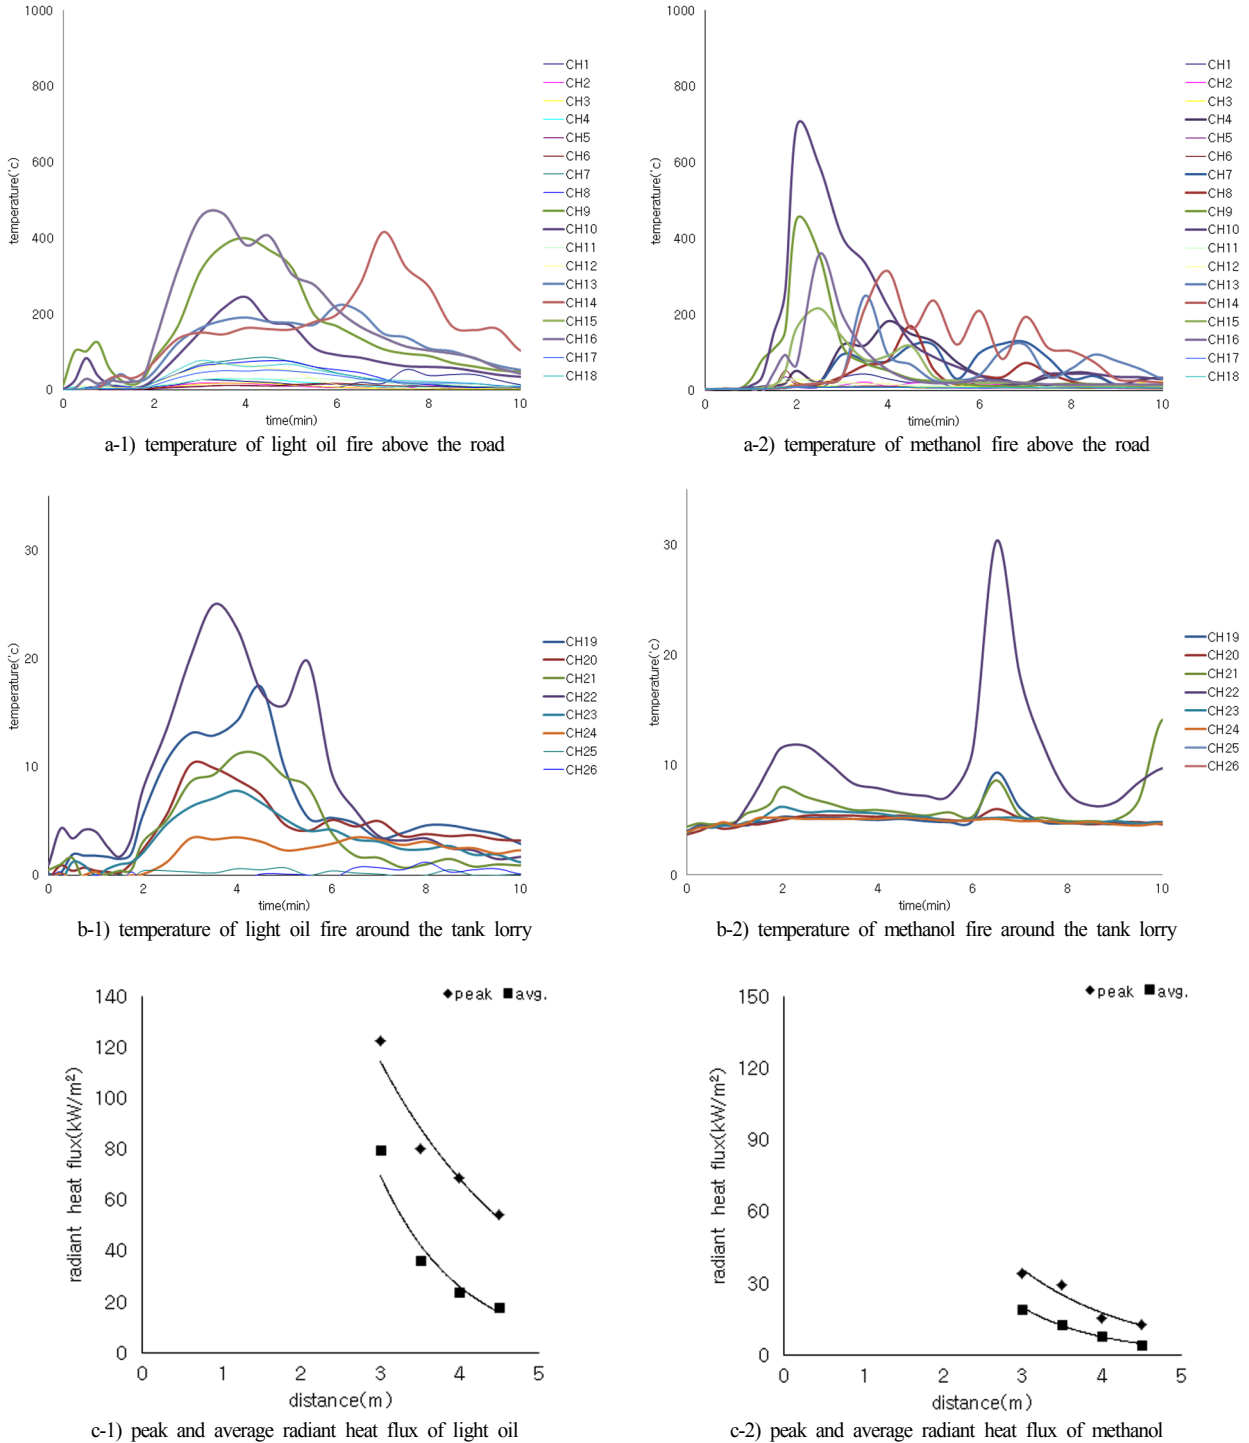 1000
800
600
400
200
0
temperature('c)
0 2 4 6 8 10
time(min)
CH1
CH2
CH3
CH4
CH5
CH6
CH7
CH8
CH9
CH10
CH11
CH12
CH13
CH14
CH15
CH16
CH17
CH18
a-1) temperature of light oil fire above the road
1000
800
600
400
200
0
temperature('c)
0 2 4 6 8 10
time(min)
CH1
CH2
CH3
CH4
CH5
CH6
CH7
CH8
CH9
CH10
CH11
CH12
CH13
CH14
CH15
CH16
CH17
CH18
a-2) temperature of methanol fire above the road
30
20
10
0
temperature('c)
0 2 4 6 8 10
time(min)
CH19
CH20
CH21
CH22
CH23
CH24
CH25
CH26
b-1) temperature of light oil fire around the tank lorry
30
20
10
0
temperature('c)
0 2 4 6 8 10
time(min)
CH19
CH20
CH21
CH22
CH23
CH24
CH25
CH26
b-2) temperature of methanol fire around the tank lorry
peak avg.
140
120
100
80
60
40
20
0
radiant heat flux(kW/m²)
0 1 2 3 4 5
distance(m)
c-1) peak and average radiant heat flux of light oil
peak avg.
150
120
90
60
30
0
radiant heat flux(kW/m²)
0 1 2 3 4 5
distance(m)
c-2) peak and average radiant heat flux of methanol